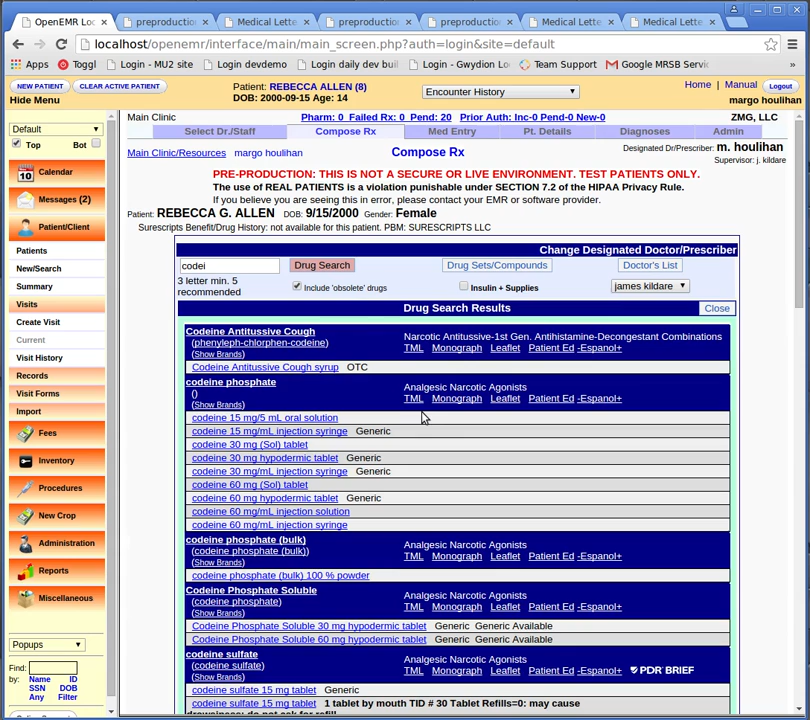 OpenEMR Loc
preproduction
Medical Lette
preproduction
preproduction
Medical Lette
Medical Lette
localhost/openemr/interface/main/main_screen.php?auth=login&site=default
Apps Toggl Login - MU2 site Login devdemo Login daily dev buil Login - Gwydion Lo Team Support Google MRSB Servic »
NEW PATIENT CLEAR ACTIVE PATIENT
Hide Menu
Patient: REBECCA ALLEN (8)
DOB: 2000-09-15 Age: 14
Encounter History
Home | Manual Logout
margo houlihan
Default
Top Bot
Calendar
Messages (2)
Patient/Client
Patients
New/Search
Summary
Visits
Create Visit
Current
Visit History
Records
Visit Forms
Import
Fees
Inventory
Procedures
New Crop
Administration
Reports
Miscellaneous
Popups
Find:
by: Name ID
SSN DOB
Any Filter
Main Clinic Pharm: 0 Failed Rx: 0 Pend: 20 Prior Auth: Inc-0 Pend-0 New-0 ZMG, LLC
Select Dr./Staff Compose Rx Med Entry Pt. Details Diagnoses Admin
Main Clinic/Resources margo houlihan Compose Rx Designated Dr/Prescriber: m. houlihan
Supervisor: j. kildare
PRE-PRODUCTION: THIS IS NOT A SECURE OR LIVE ENVIRONMENT. TEST PATIENTS ONLY.
The use of REAL PATIENTS is a violation punishable under SECTION 7.2 of the HIPAA Privacy Rule.
If you believe you are seeing this in error, please contact your EMR or software provider.
Patient: REBECCA G. ALLEN DOB: 9/15/2000 Gender: Female
Surescripts Benefit/Drug History: not available for this patient. PBM: SURESCRIPTS LLC
Change Designated Doctor/Prescriber
codei Drug Search Drug Sets/Compounds Doctor's List
3 letter min. 5
recommended
Include 'obsolete' drugs Insulin + Supplies james kildare
Drug Search Results Close
Codeine Antitussive Cough
(phenyleph-chlorphen-codeine)
(Show Brands)
Narcotic Antitussive-1st Gen. Antihistamine-Decongestant Combinations
TML Monograph Leaflet Patient Ed -Espanol+
Codeine Antitussive Cough syrup OTC
codeine phosphate
()
(Show Brands)
Analgesic Narcotic Agonists
TML Monograph Leaflet Patient Ed -Espanol+
codeine 15 mg/5 mL oral solution
codeine 15 mg/mL injection syringe Generic
codeine 30 mg (Sol) tablet
codeine 30 mg hypodermic tablet Generic
codeine 30 mg/mL injection syringe Generic
codeine 60 mg (Sol) tablet
codeine 60 mg hypodermic tablet Generic
codeine 60 mg/mL injection solution
codeine 60 mg/mL injection syringe
codeine phosphate (bulk)
(codeine phosphate (bulk))
(Show Brands)
Analgesic Narcotic Agonists
TML Monograph Leaflet Patient Ed -Espanol+
codeine phosphate (bulk) 100 % powder
Codeine Phosphate Soluble
(codeine phosphate)
(Show Brands)
Analgesic Narcotic Agonists
TML Monograph Leaflet Patient Ed -Espanol+
Codeine Phosphate Soluble 30 mg hypodermic tablet Generic Generic Available
Codeine Phosphate Soluble 60 mg hypodermic tablet Generic Generic Available
codeine sulfate
(codeine sulfate)
(Show Brands)
Analgesic Narcotic Agonists
TML Monograph Leaflet Patient Ed -Espanol+ PDR BRIEF
codeine sulfate 15 mg tablet Generic
codeine sulfate 15 mg tablet 1 tablet by mouth TID # 30 Tablet Refills=0: may cause
drowsiness: do not ask for refill